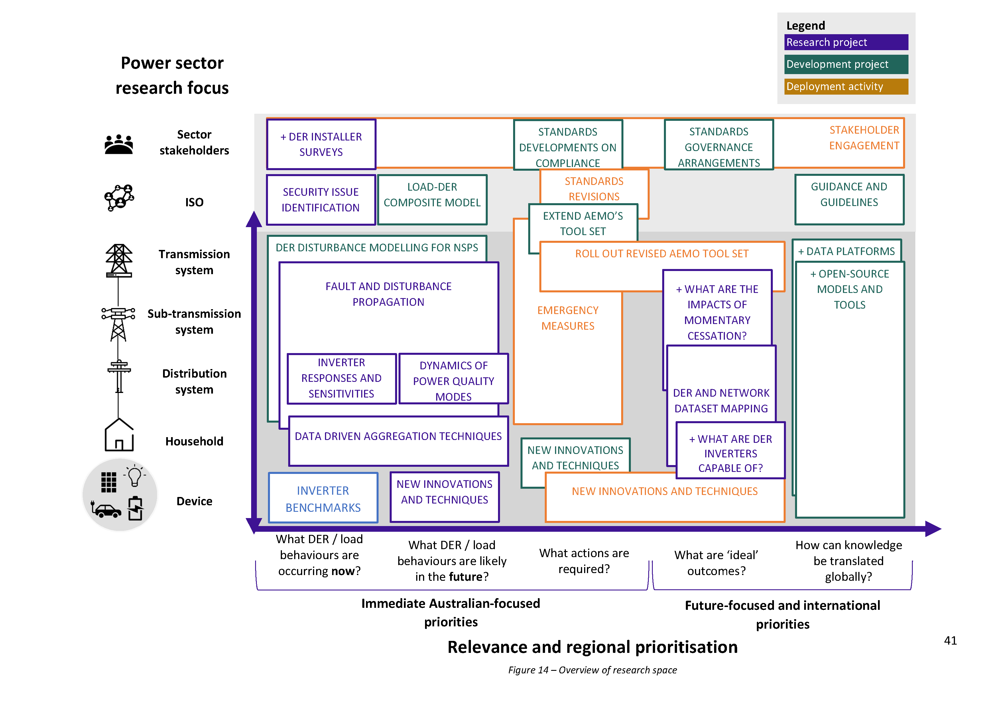 Legend
Research project
Development project
Deployment activity
Power sector
research focus
Sector
stakeholders
+ DER INSTALLER
SURVEYS
STANDARDS
DEVELOPMENTS ON
COMPLIANCE
STANDARDS
GOVERNANCE
ARRANGEMENTS
STAKEHOLDER
ENGAGEMENT
ISO
SECURITY ISSUE
IDENTIFICATION
LOAD-DER
COMPOSITE MODEL
STANDARDS
REVISIONS
GUIDANCE AND
GUIDELINES
EXTEND AEMO’S
TOOL SET
Transmission
system
DER DISTURBANCE MODELLING FOR NSPS
ROLL OUT REVISED AEMO TOOL SET
+ DATA PLATFORMS
FAULT AND DISTURBANCE
PROPAGATION
+ WHAT ARE THE
IMPACTS OF
MOMENTARY
CESSATION?
+ OPEN-SOURCE
MODELS AND
TOOLS
Sub-transmission
system
EMERGENCY
MEASURES
Distribution
system
INVERTER
RESPONSES AND
SENSITIVITIES
DYNAMICS OF
POWER QUALITY
MODES
DER AND NETWORK
DATASET MAPPING
Household
DATA DRIVEN AGGREGATION TECHNIQUES
NEW INNOVATIONS
AND TECHNIQUES
+ WHAT ARE DER
INVERTERS
CAPABLE OF?
Device
INVERTER
BENCHMARKS
NEW INNOVATIONS
AND TECHNIQUES
NEW INNOVATIONS AND TECHNIQUES
What DER / load
behaviours are
occurring now?
What DER / load
behaviours are likely
in the future?
What actions are
required?
What are ‘ideal’
outcomes?
How can knowledge
be translated
globally?
Immediate Australian-focused
priorities
Future-focused and international
priorities
Relevance and regional prioritisation
41
Figure 14 – Overview of research space